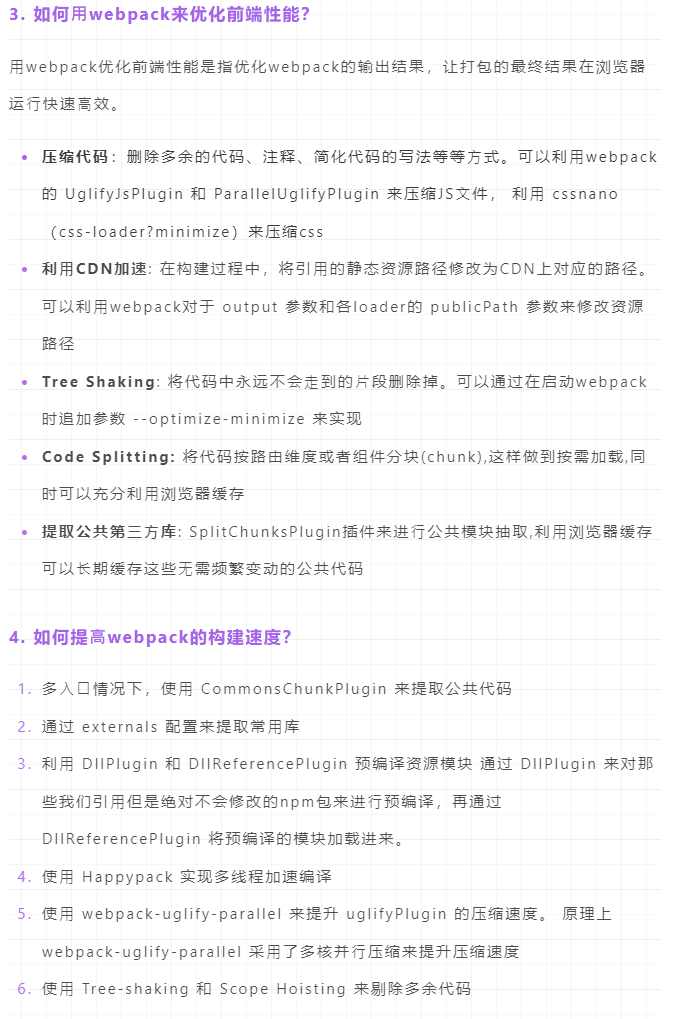 3. 如何用webpack来优化前端性能？
用webpack优化前端性能是指优化webpack的输出结果，让打包的最终结果在浏览器
运行快速高效。
• 压缩代码：删除多余的代码、注释、简化代码的写法等等方式。可以利用webpack
的 UglifyJsPlugin 和 ParallelUglifyPlugin 来压缩JS文件， 利用 cssnano
（css-loader?minimize）来压缩css
• 利用CDN加速: 在构建过程中，将引用的静态资源路径修改为CDN上对应的路径。
可以利用webpack对于 output 参数和各loader的 publicPath 参数来修改资源
路径
• Tree Shaking: 将代码中永远不会走到的片段删除掉。可以通过在启动webpack
时追加参数 --optimize-minimize 来实现
• Code Splitting: 将代码按路由维度或者组件分块(chunk),这样做到按需加载,同
时可以充分利用浏览器缓存
• 提取公共第三方库: SplitChunksPlugin插件来进行公共模块抽取,利用浏览器缓存
可以长期缓存这些无需频繁变动的公共代码
4. 如何提高webpack的构建速度？
1. 多入口情况下，使用 CommonsChunkPlugin 来提取公共代码
2. 通过 externals 配置来提取常用库
3. 利用 DllPlugin 和 DllReferencePlugin 预编译资源模块 通过 DllPlugin 来对那
些我们引用但是绝对不会修改的npm包来进行预编译，再通过
DllReferencePlugin 将预编译的模块加载进来。
4. 使用 Happypack 实现多线程加速编译
5. 使用 webpack-uglify-parallel 来提升 uglifyPlugin 的压缩速度。 原理上
webpack-uglify-parallel 采用了多核并行压缩来提升压缩速度
6. 使用 Tree-shaking 和 Scope Hoisting 来剔除多余代码